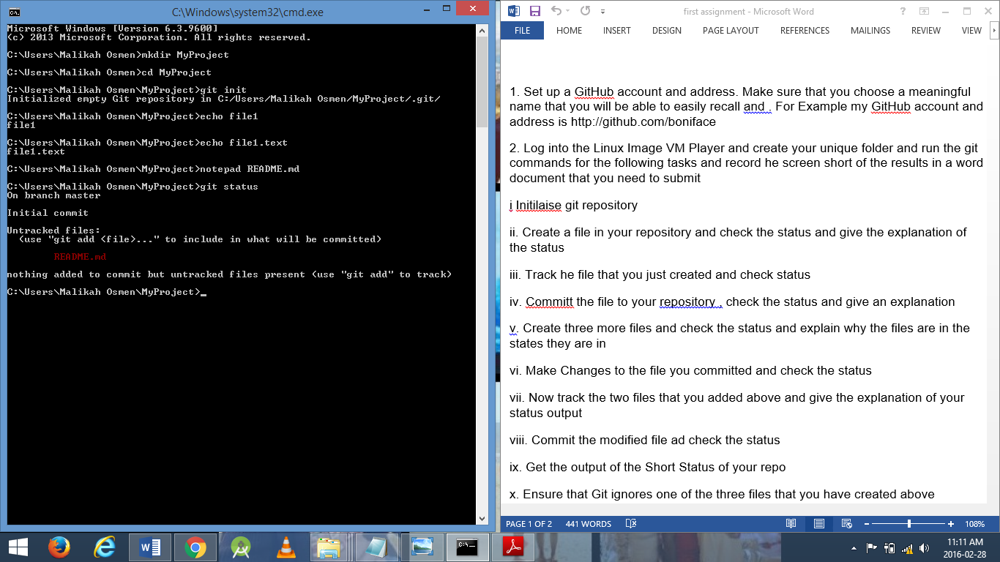 C:\Windows\system32\cmd.exe
Microsoft Windows [Version 6.3.9600]
(c) 2013 Microsoft Corporation. All rights reserved.
C:\Users\Malikah Osmen>mkdir MyProject
C:\Users\Malikah Osmen>cd MyProject
C:\Users\Malikah Osmen\MyProject>git init
Initialized empty Git repository in C:/Users/Malikah Osmen/MyProject/.git/
C:\Users\Malikah Osmen\MyProject>echo file1
file1
C:\Users\Malikah Osmen\MyProject>echo file1.text
file1.text
C:\Users\Malikah Osmen\MyProject>notepad README.md
C:\Users\Malikah Osmen\MyProject>git status
On branch master
Initial commit
Untracked files:
(use "git add <file>..." to include in what will be committed)
README.md
nothing added to commit but untracked files present (use "git add" to track)
C:\Users\Malikah Osmen\MyProject>_
first assignment - Microsoft Word
FILE HOME INSERT DESIGN PAGE LAYOUT REFERENCES MAILINGS REVIEW VIEW
1. Set up a GitHub account and address. Make sure that you choose a meaningful
name that you will be able to easily recall and . For Example my GitHub account and
address is http://github.com/boniface
2. Log into the Linux Image VM Player and create your unique folder and run the git
commands for the following tasks and record he screen short of the results in a word
document that you need to submit
i Initilaise git repository
ii. Create a file in your repository and check the status and give the explanation of
the status
iii. Track he file that you just created and check status
iv. Committ the file to your repository , check the status and give an explanation
v. Create three more files and check the status and explain why the files are in the
states they are in
vi. Make Changes to the file you committed and check the status
vii. Now track the two files that you added above and give the explanation of your
status output
viii. Commit the modified file ad check the status
ix. Get the output of the Short Status of your repo
x. Ensure that Git ignores one of the three files that you have created above
PAGE 1 OF 2 441 WORDS 108%
11:11 AM
2016-02-28